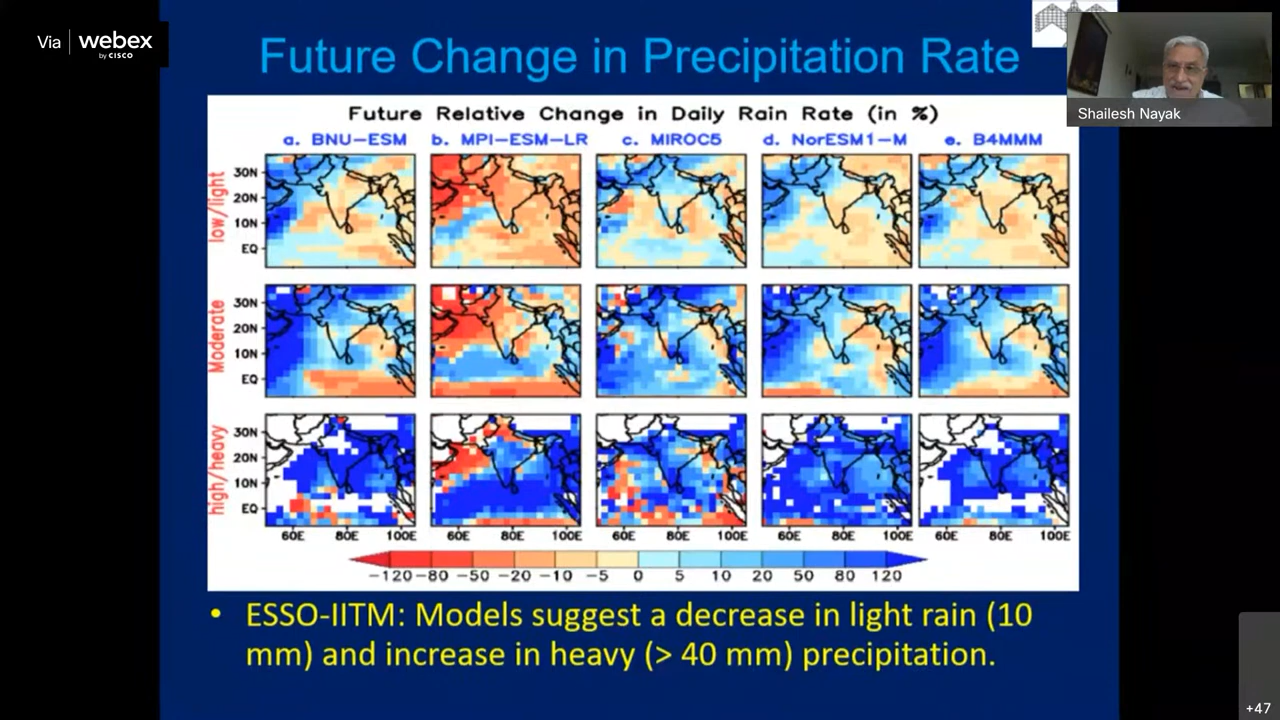 Via webex
by CISCO
Future Change in Precipitation Rate
Shailesh Nayak
Future Relative Change in Daily Rain Rate (in %)
a. BNU-ESM b. MPI-ESM-LR c. MIROC5 d. NorESM1-M e. B4MMM
low/light
30N
20N
10N
EQ
Moderate
30N
20N
10N
EQ
high/heavy
30N
20N
10N
EQ
60E 80E 100E 60E 80E 100E 60E 80E 100E 60E 80E 100E 60E 80E 100E
-120 -80 -50 -20 -10 -5 0 5 10 20 50 80 120
• ESSO-IITM: Models suggest a decrease in light rain (10
mm) and increase in heavy (> 40 mm) precipitation.
+47